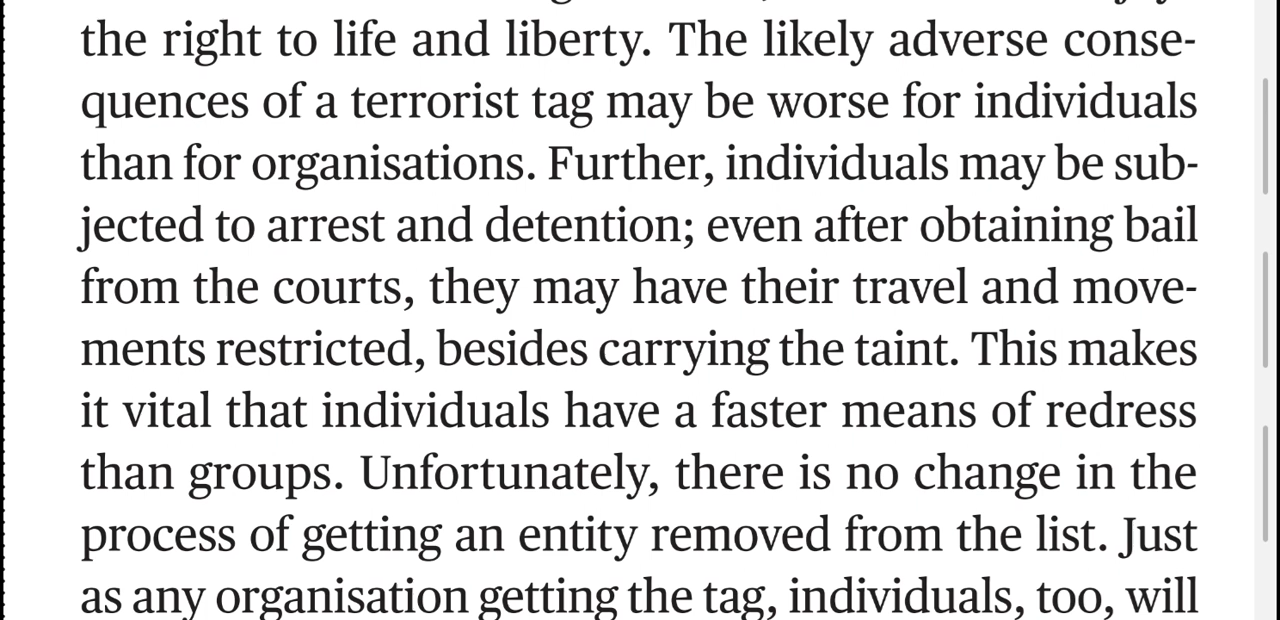 the right to life and liberty. The likely adverse conse-
quences of a terrorist tag may be worse for individuals
than for organisations. Further, individuals may be sub-
jected to arrest and detention; even after obtaining bail
from the courts, they may have their travel and move-
ments restricted, besides carrying the taint. This makes
it vital that individuals have a faster means of redress
than groups. Unfortunately, there is no change in the
process of getting an entity removed from the list. Just
as any organisation getting the tag, individuals, too, will